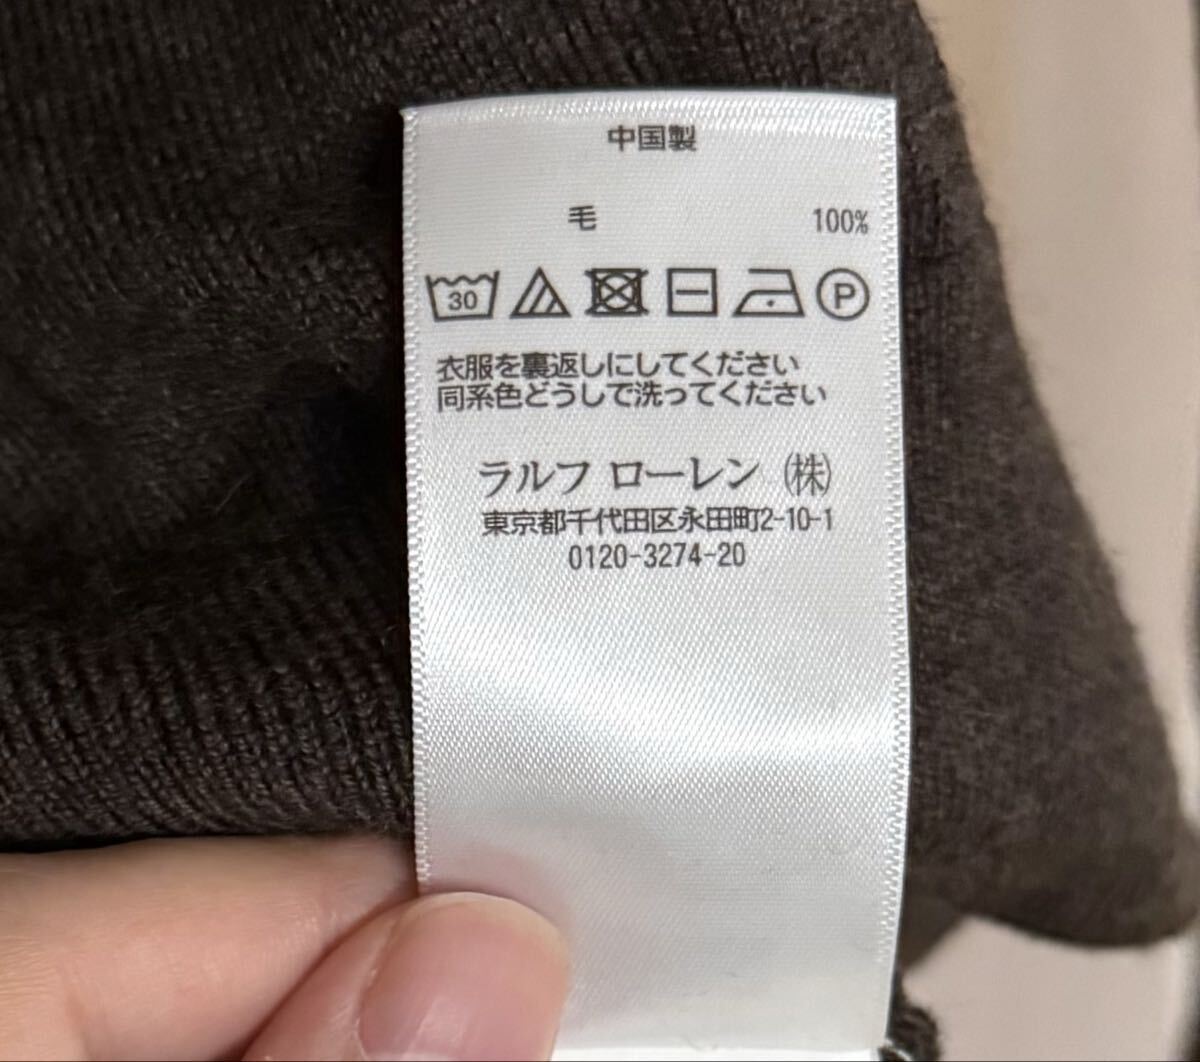 中国製
毛 100%
30 P
衣服を裏返しにしてください
同系色どうしで洗ってください
ラルフ ローレン ㈱
東京都千代田区永田町2-10-1
0120-3274-20